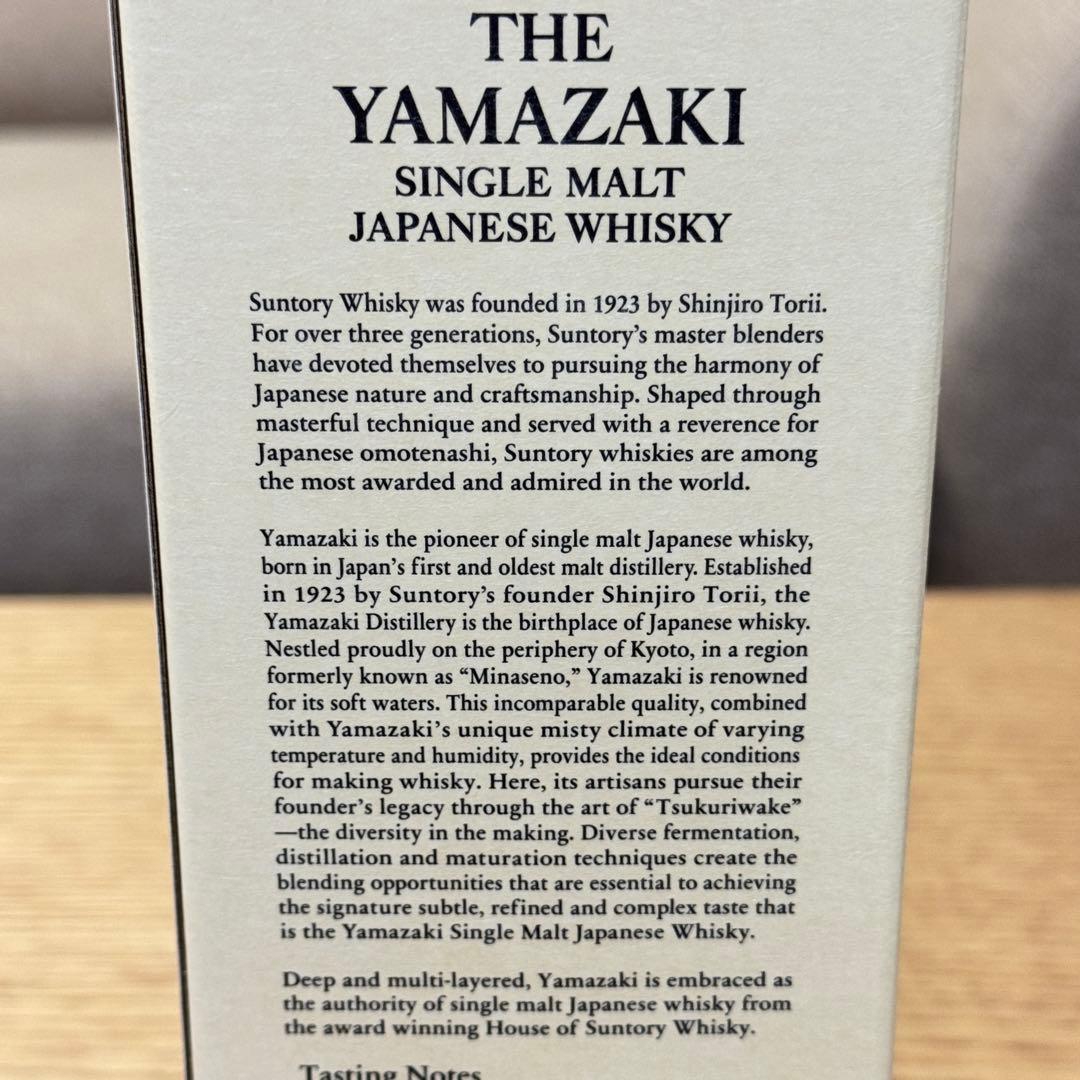 THE
YAMAZAKI
SINGLE MALT
JAPANESE WHISKY
Suntory Whisky was founded in 1923 by Shinjiro Torii.
For over three generations, Suntory's master blenders
have devoted themselves to pursuing the harmony of
Japanese nature and craftsmanship. Shaped through
masterful technique and served with a reverence for
Japanese omotenashi, Suntory whiskies are among
the most awarded and admired in the world.
Yamazaki is the pioneer of single malt Japanese whisky,
born in Japan's first and oldest malt distillery. Established
in 1923 by Suntory's founder Shinjiro Torii, the
Yamazaki Distillery is the birthplace of Japanese whisky.
Nestled proudly on the periphery of Kyoto, in a region
formerly known as “Minaseno,” Yamazaki is renowned
for its soft waters. This incomparable quality, combined
with Yamazaki's unique misty climate of varying
temperature and humidity, provides the ideal conditions
for making whisky. Here, its artisans pursue their
founder's legacy through the art of “Tsukuriwake”
—the diversity in the making. Diverse fermentation,
distillation and maturation techniques create the
blending opportunities that are essential to achieving
the signature subtle, refined and complex taste that
is the Yamazaki Single Malt Japanese Whisky.
Deep and multi-layered, Yamazaki is embraced as
the authority of single malt Japanese whisky from
the award winning House of Suntory Whisky.
Tasting Notes